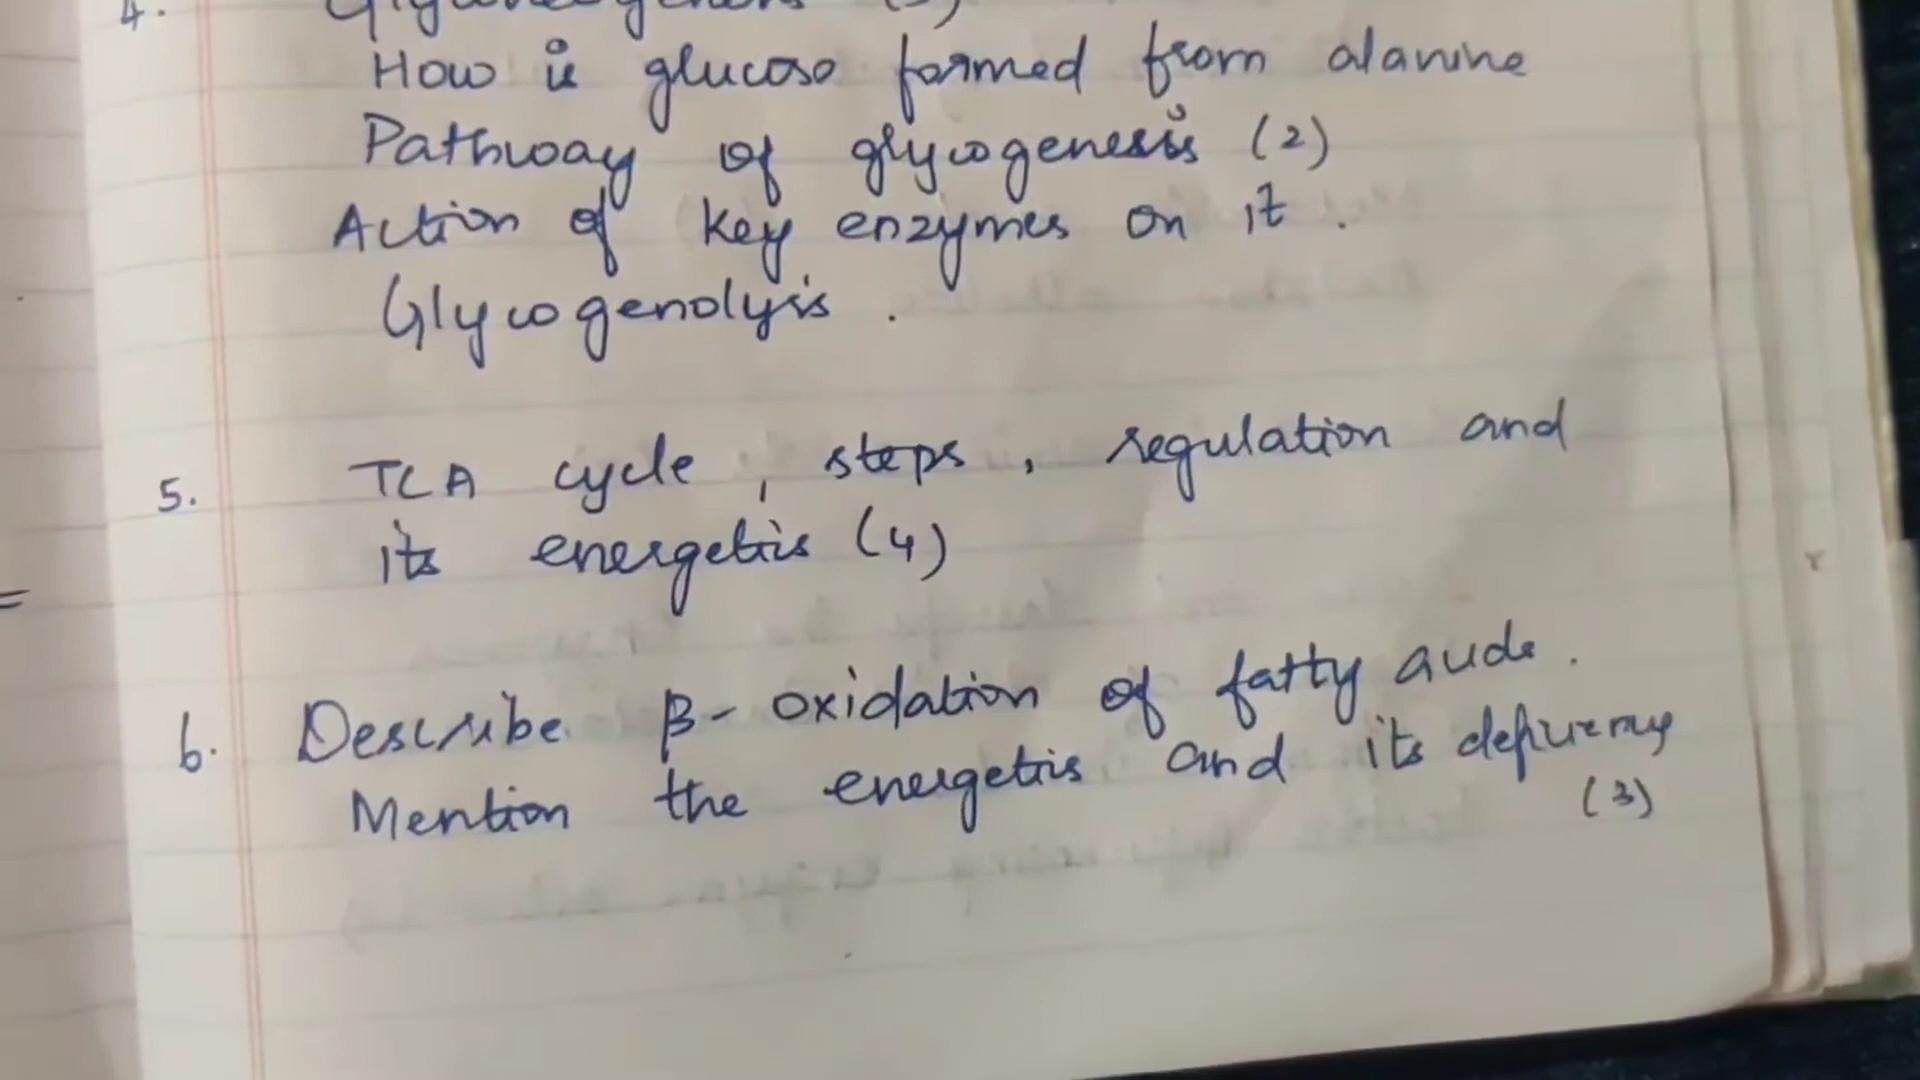 4.
How is glucose formed from alanine
Pathway of glycogenesis (2)
Action of key enzymes on it.
Glycogenolysis.
5. TCA cycle, steps, regulation and
its energetics (4)
6. Describe β-oxidation of fatty acids.
Mention the energetics and its deficiency
(3)